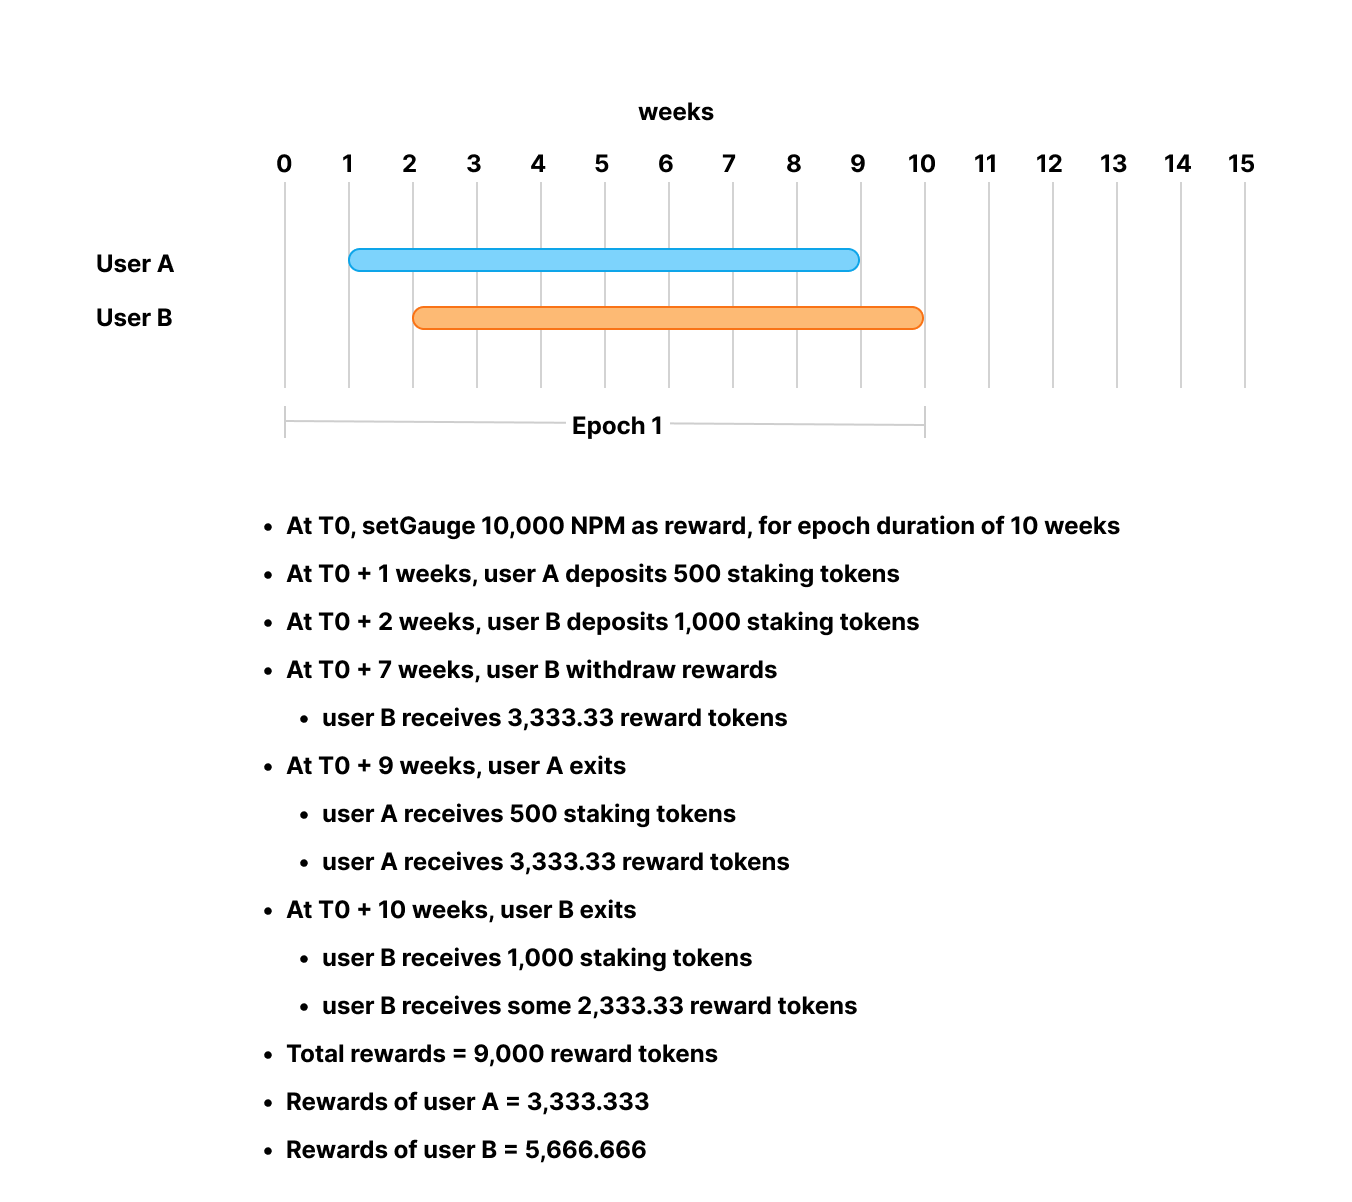 weeks
0 1 2 3 4 5 6 7 8 9 10 11 12 13 14 15
User A
User B
Epoch 1
• At T0, setGauge 10,000 NPM as reward, for epoch duration of 10 weeks
• At T0 + 1 weeks, user A deposits 500 staking tokens
• At T0 + 2 weeks, user B deposits 1,000 staking tokens
• At T0 + 7 weeks, user B withdraw rewards
• user B receives 3,333.33 reward tokens
• At T0 + 9 weeks, user A exits
• user A receives 500 staking tokens
• user A receives 3,333.33 reward tokens
• At T0 + 10 weeks, user B exits
• user B receives 1,000 staking tokens
• user B receives some 2,333.33 reward tokens
• Total rewards = 9,000 reward tokens
• Rewards of user A = 3,333.333
• Rewards of user B = 5,666.666